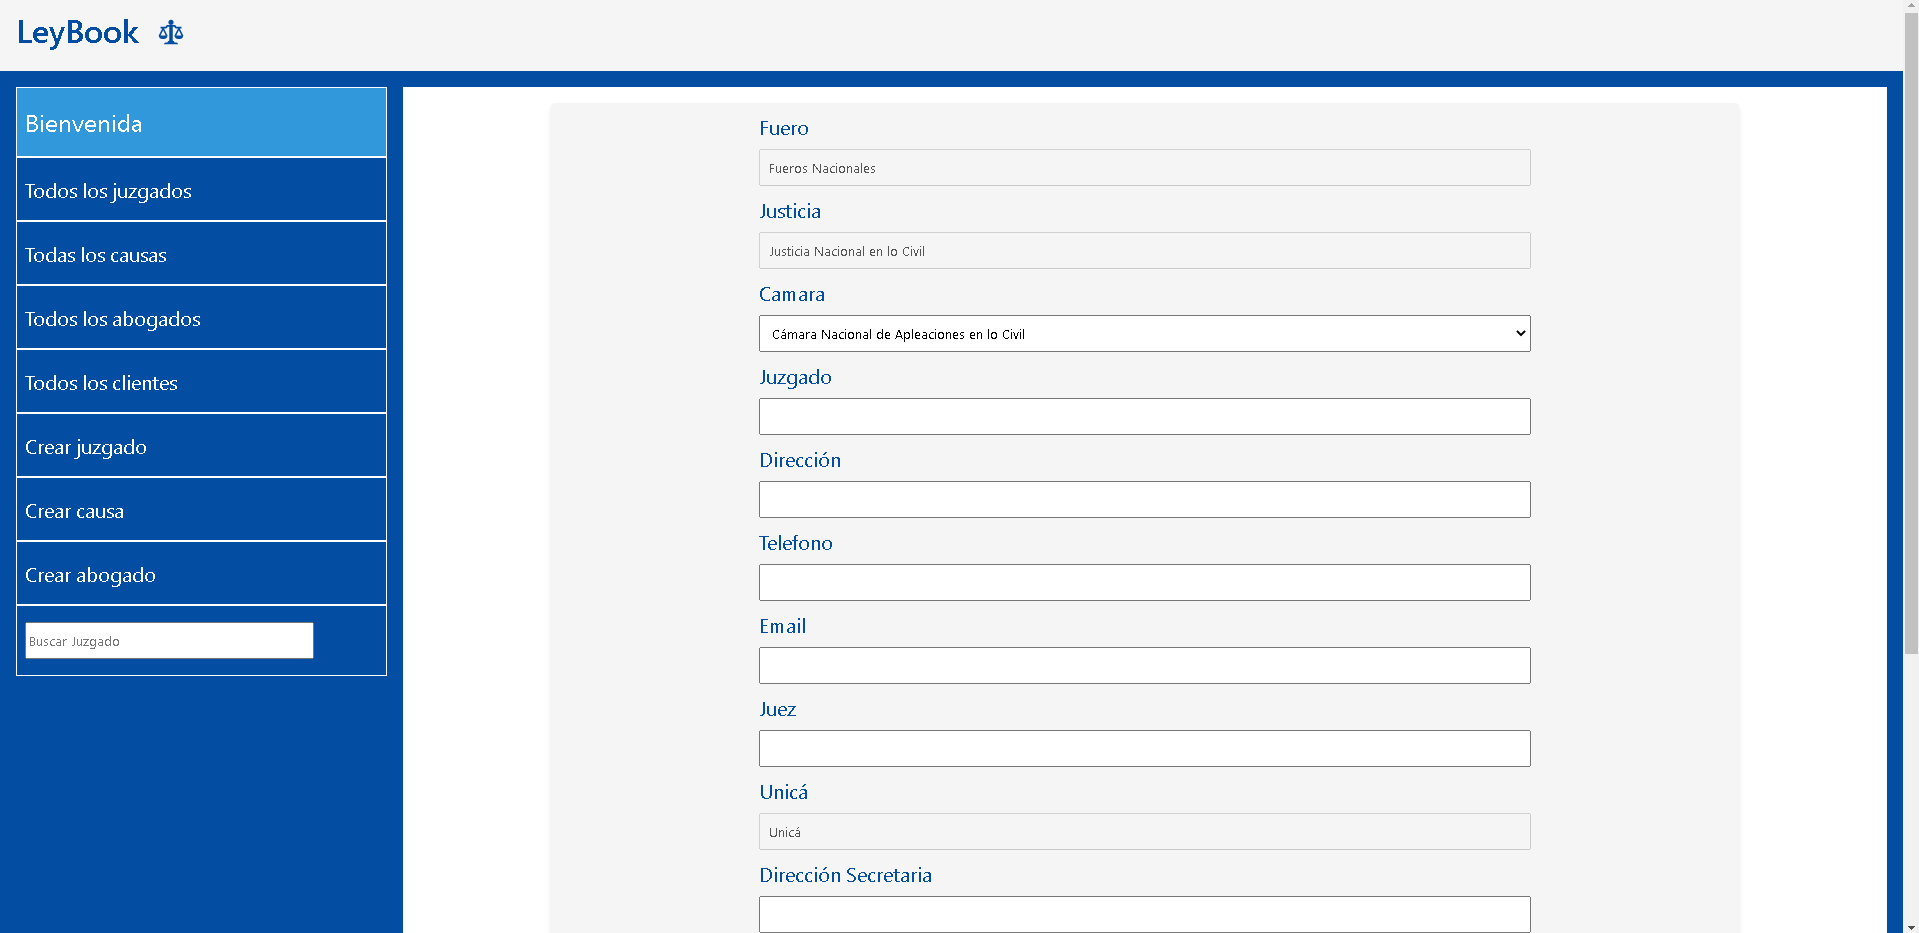 LeyBook
Bienvenida
Todos los juzgados
Todas los causas
Todos los abogados
Todos los clientes
Crear juzgado
Crear causa
Crear abogado
Buscar Juzgado
Fuero
Fueros Nacionales
Justicia
Justicia Nacional en lo Civil
Camara
Cámara Nacional de Apleaciones en lo Civil
Juzgado
Dirección
Telefono
Email
Juez
Unicá
Unicá
Dirección Secretaria